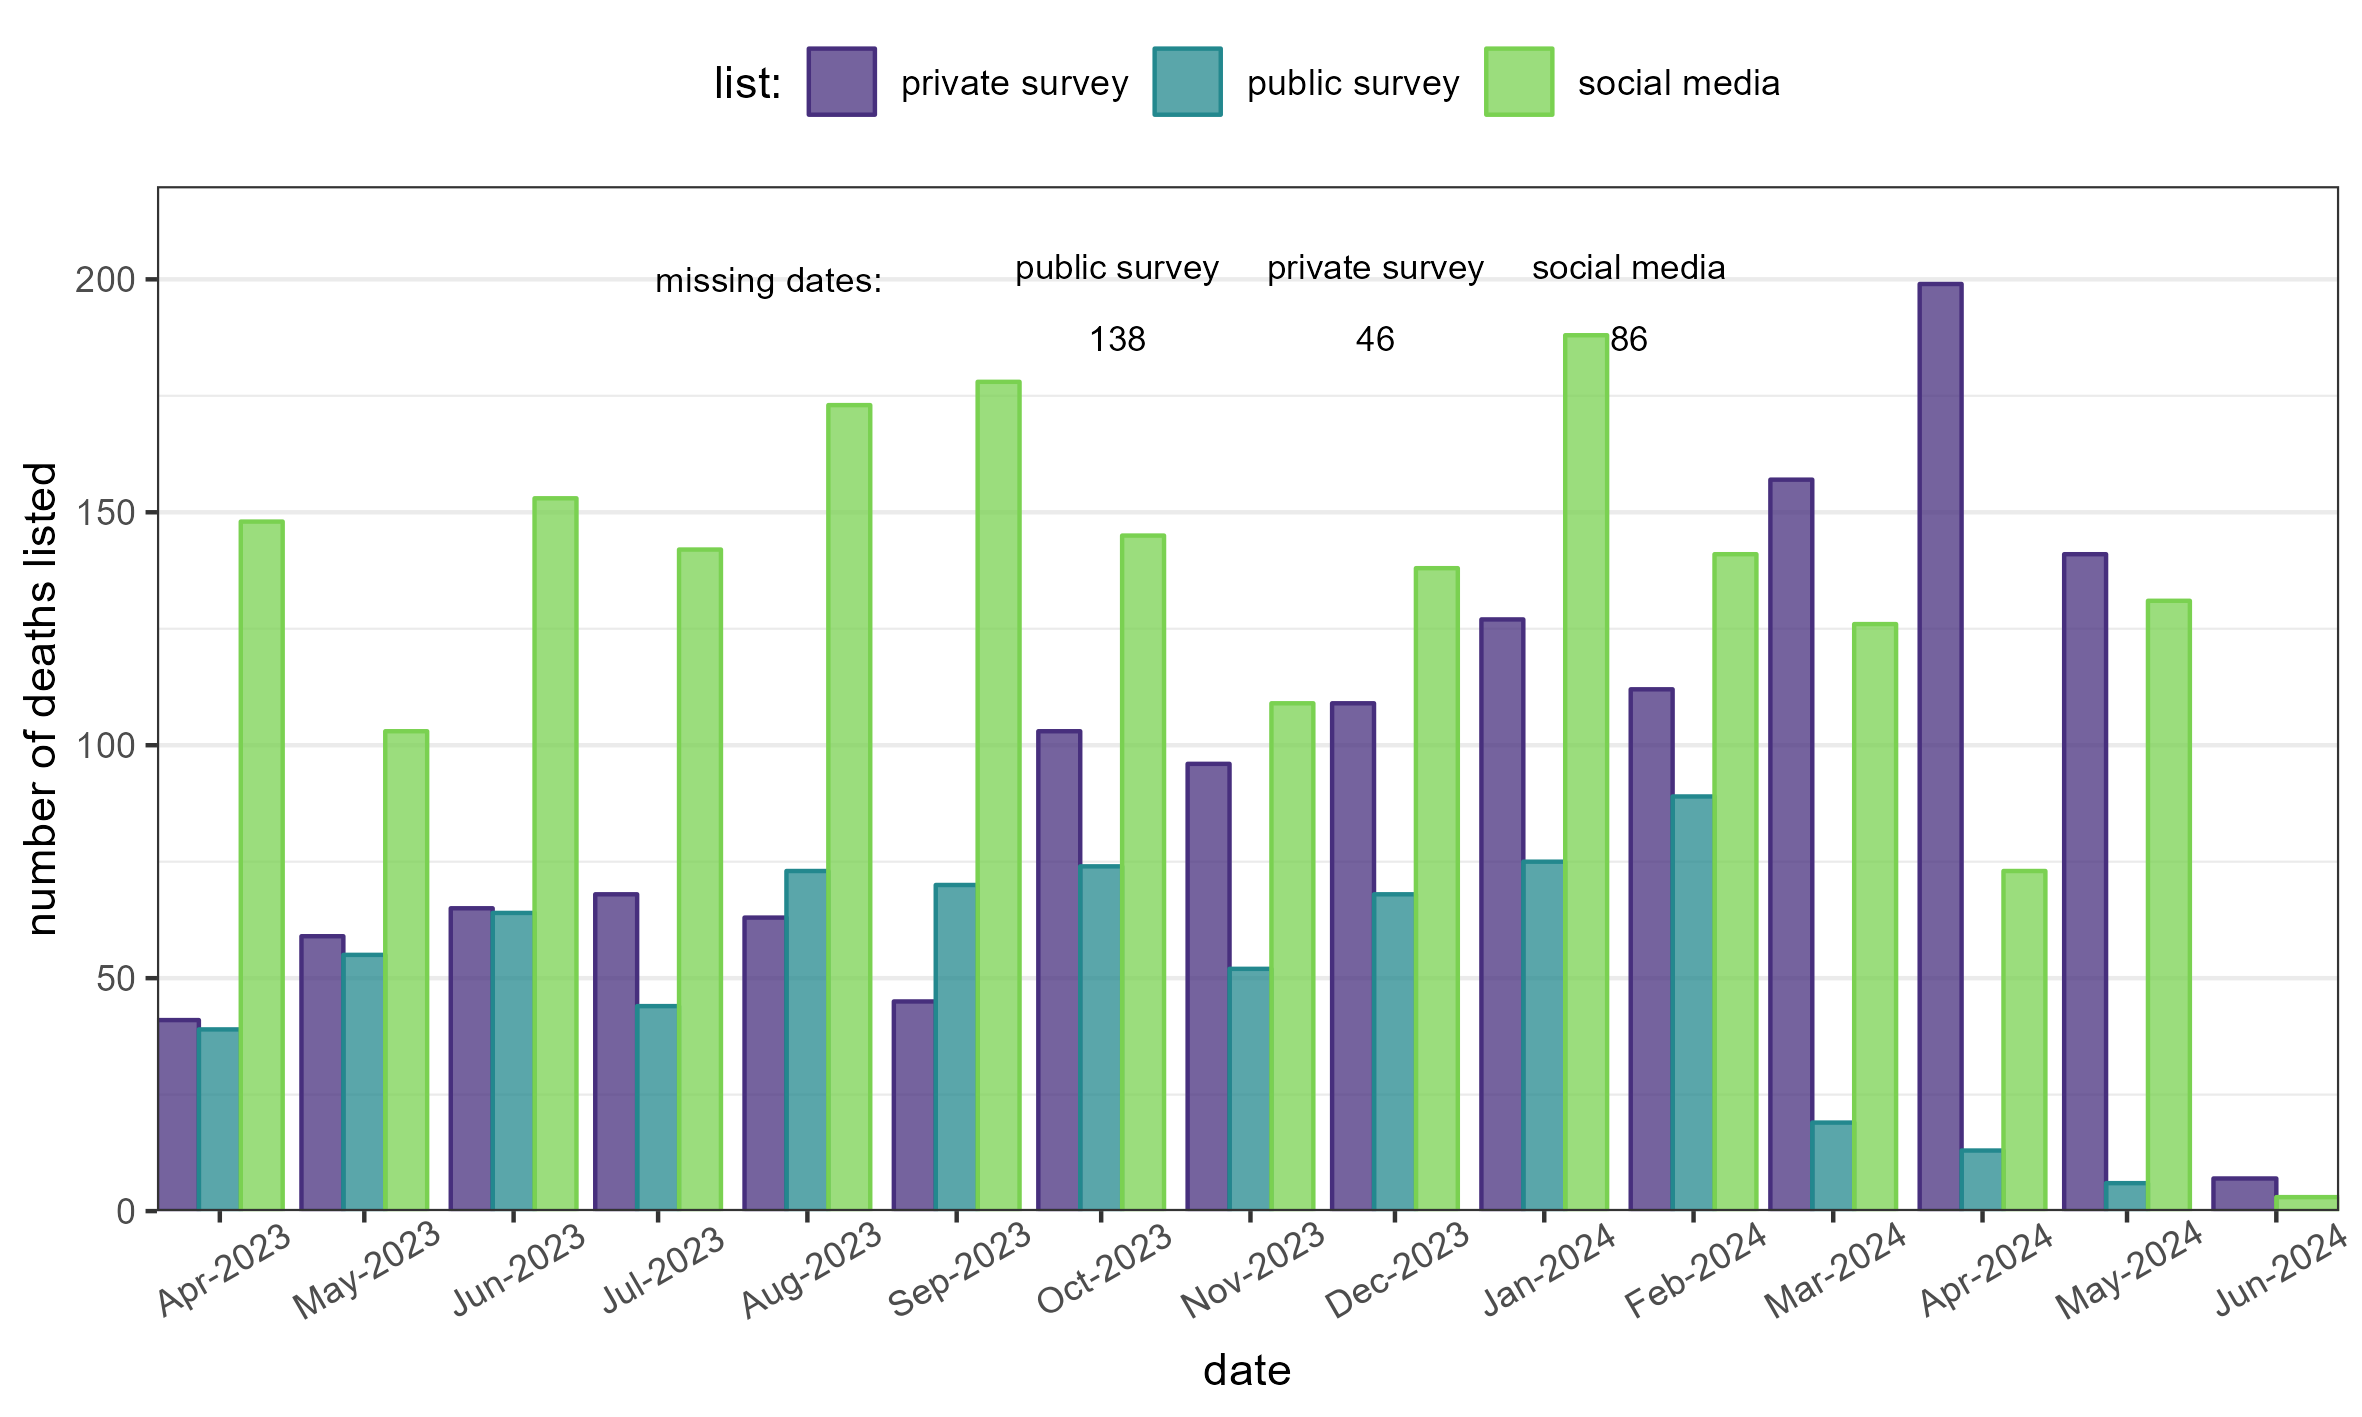 list: private survey public survey social media
missing dates: public survey private survey social media
138 46 86
number of deaths listed
200
150
100
50
0
Apr-2023 May-2023 Jun-2023 Jul-2023 Aug-2023 Sep-2023 Oct-2023 Nov-2023 Dec-2023 Jan-2024 Feb-2024 Mar-2024 Apr-2024 May-2024 Jun-2024
date